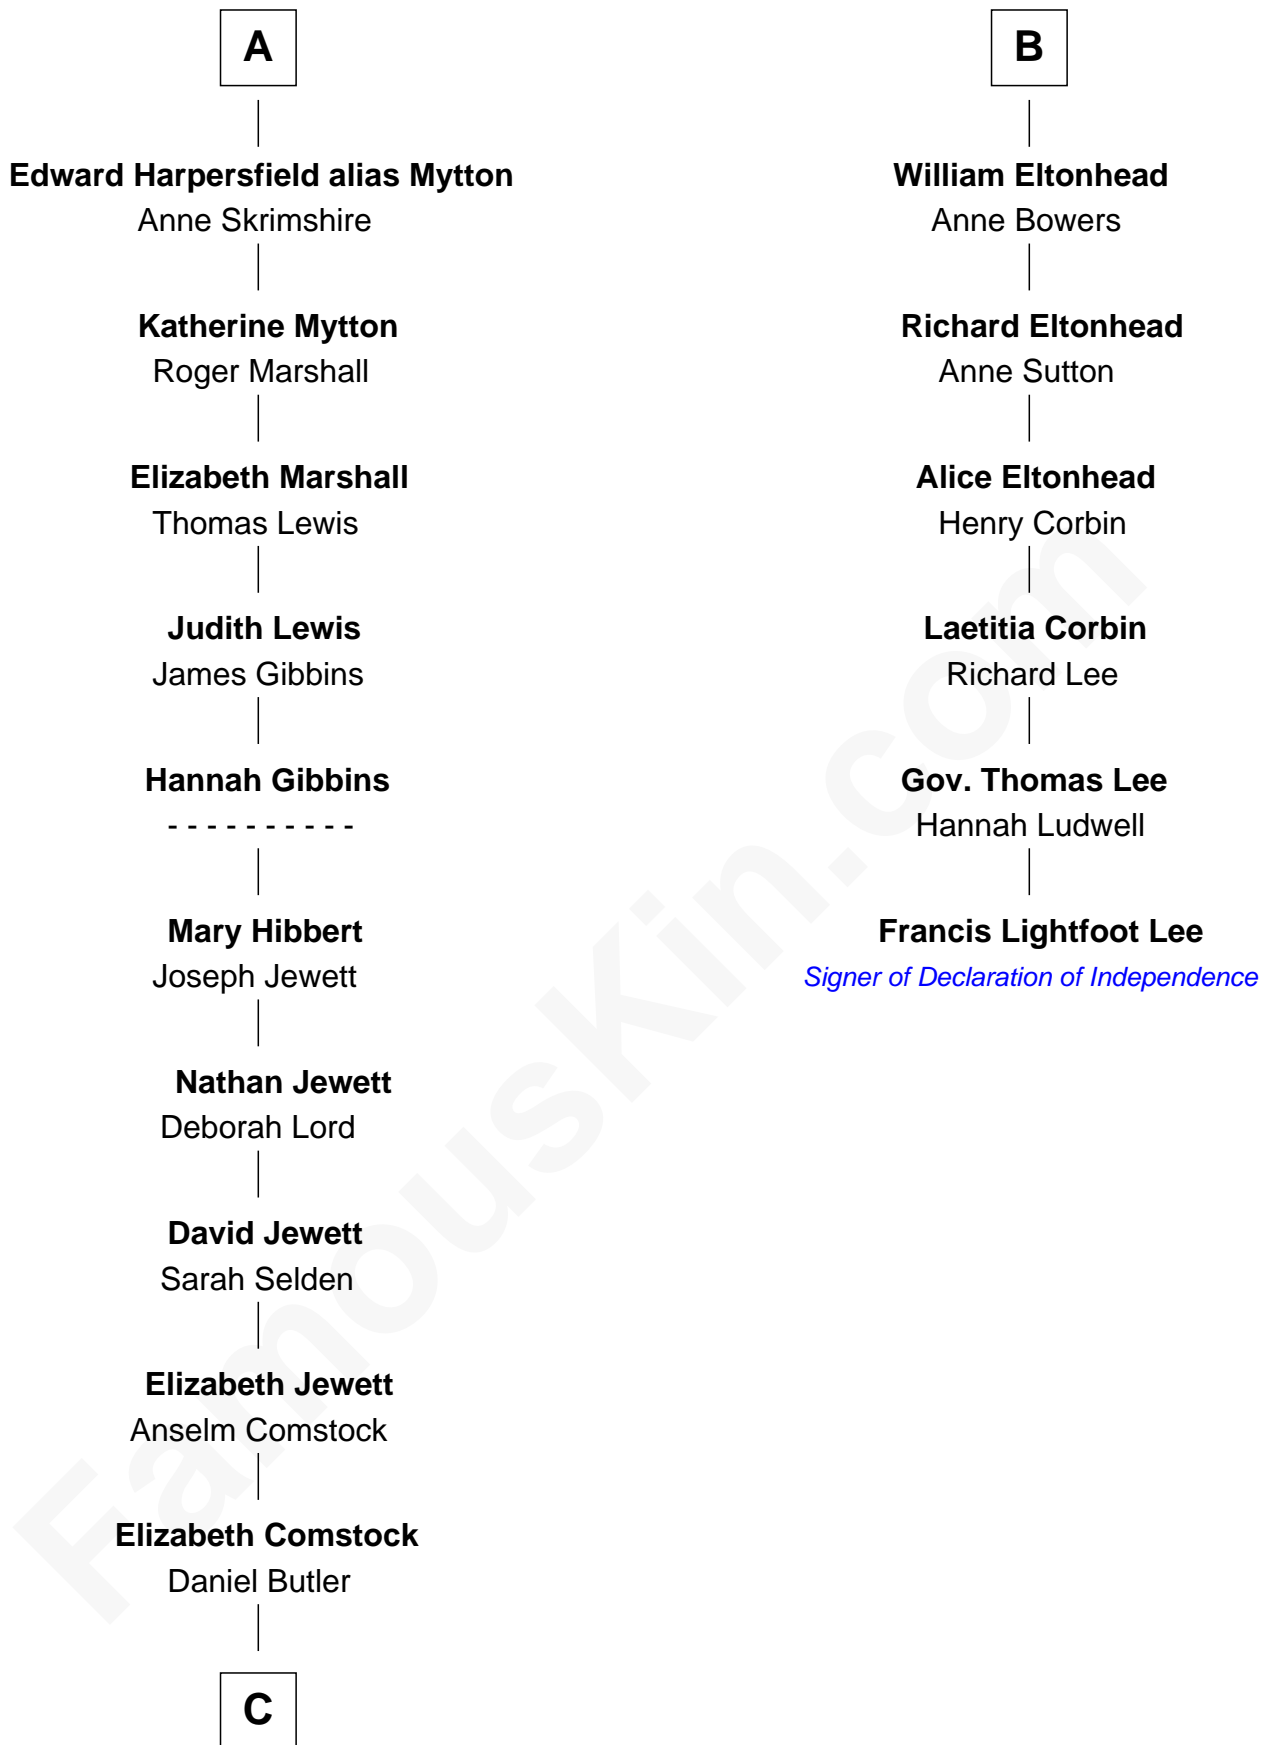 A
Edward Harpersfield alias Mytton
Anne Skrimshire
Katherine Mytton
Roger Marshall
Elizabeth Marshall
Thomas Lewis
Judith Lewis
James Gibbins
Hannah Gibbins
- - - - - - - - - -
Mary Hibbert
Joseph Jewett
Nathan Jewett
Deborah Lord
David Jewett
Sarah Selden
Elizabeth Jewett
Anselm Comstock
Elizabeth Comstock
Daniel Butler
C
B
William Eltonhead
Anne Bowers
Richard Eltonhead
Anne Sutton
Alice Eltonhead
Henry Corbin
Laetitia Corbin
Richard Lee
Gov. Thomas Lee
Hannah Ludwell
Francis Lightfoot Lee
Signer of Declaration of Independence
FamousKin.com